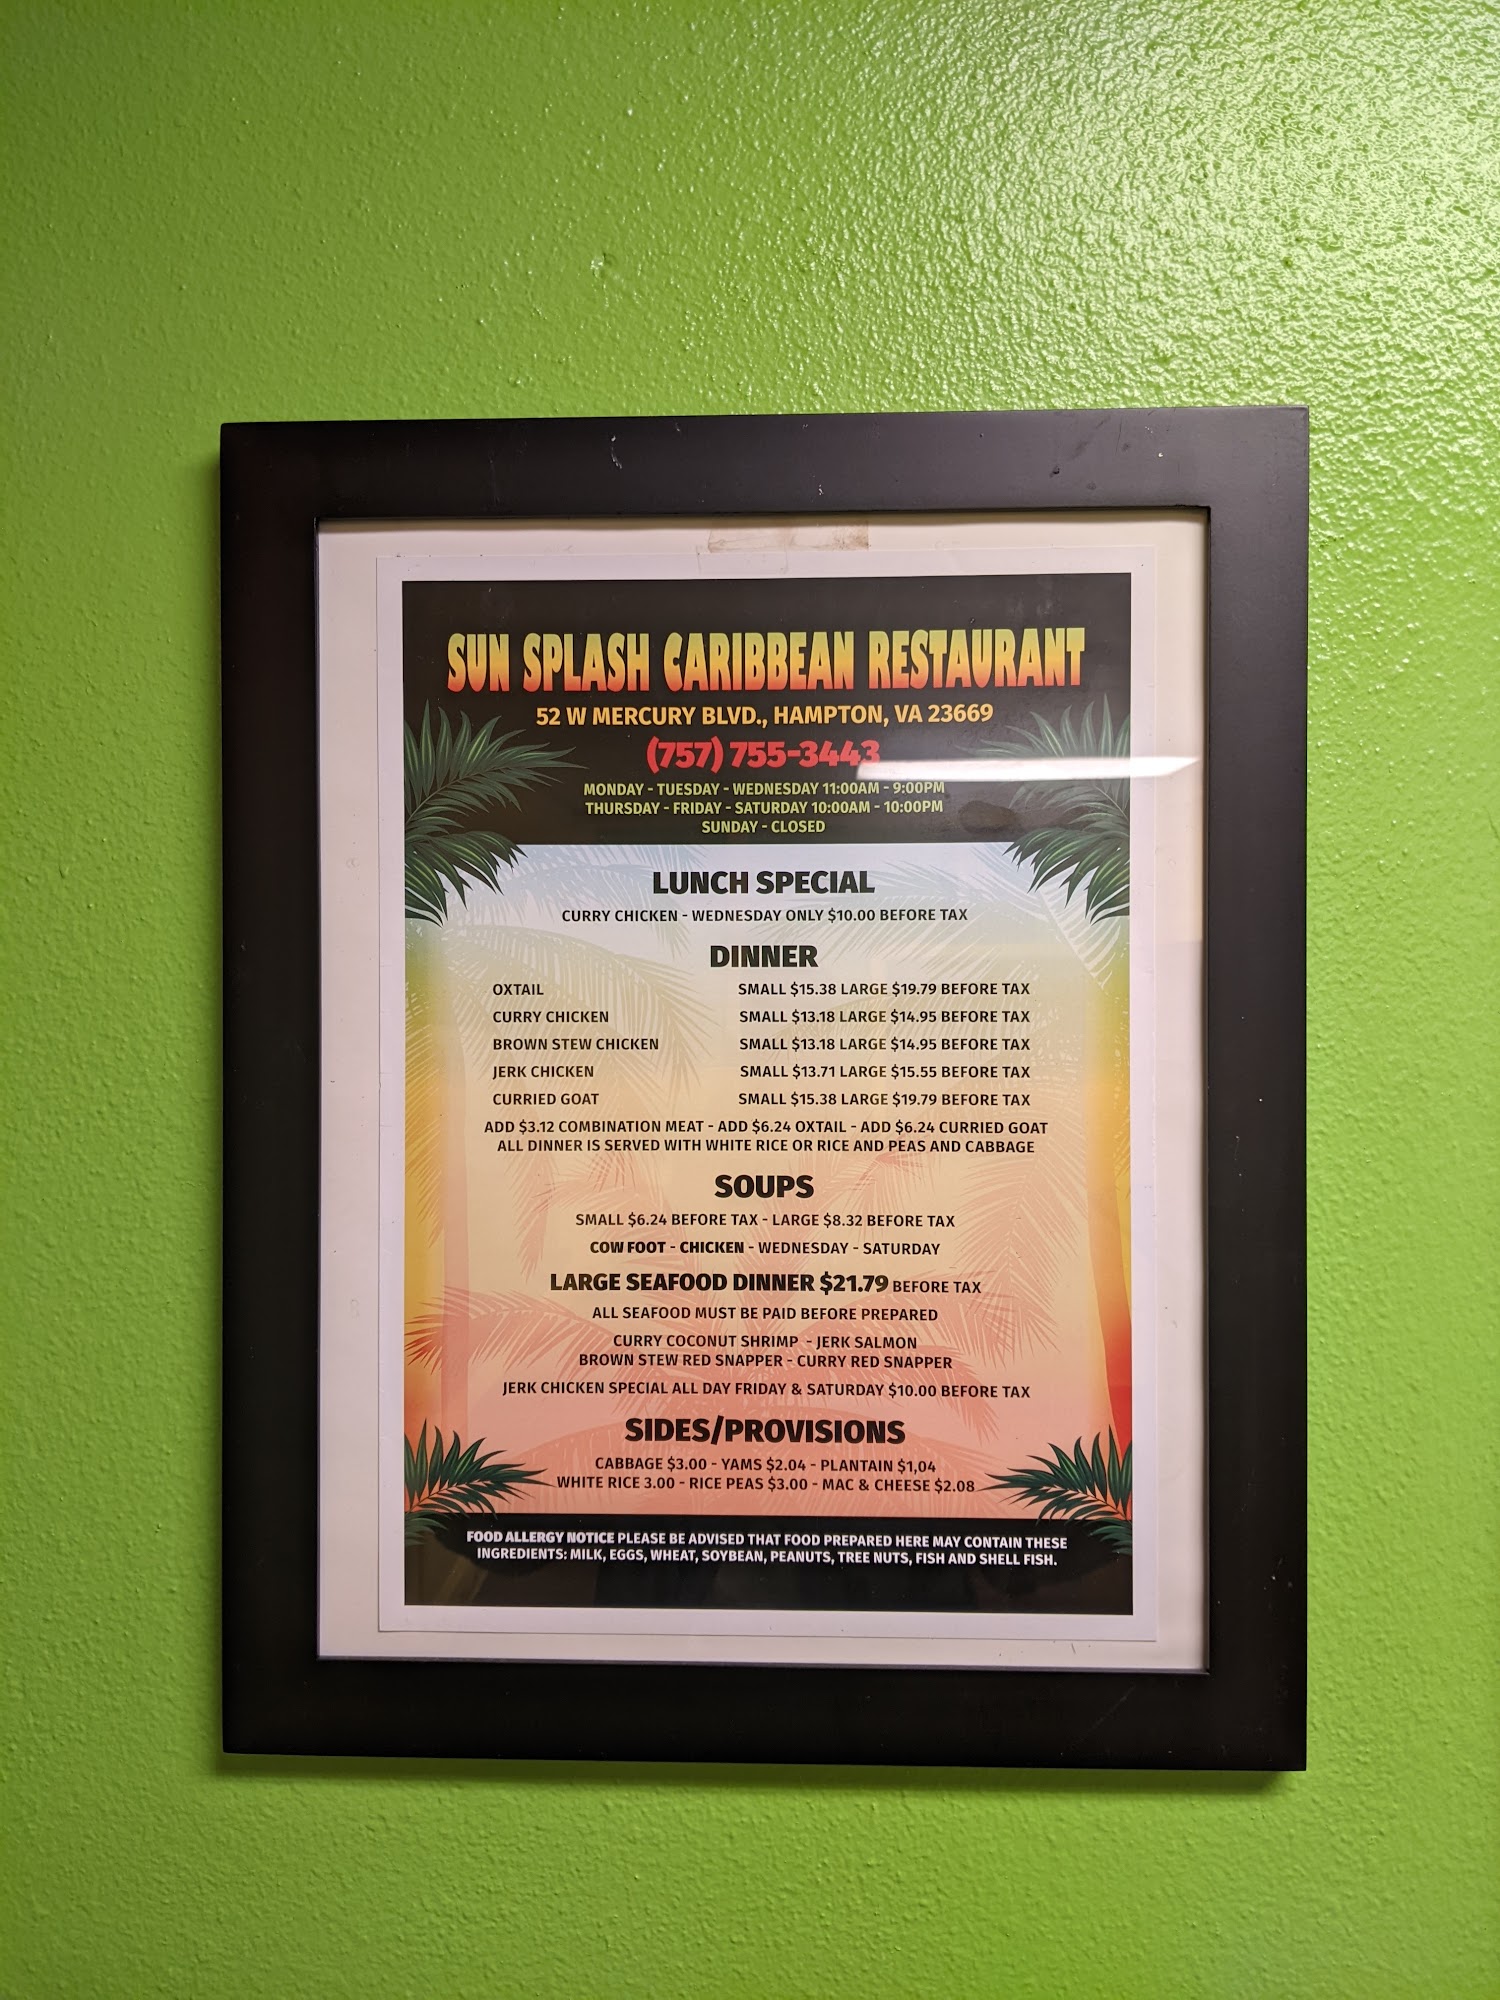 SUN SPLASH CARIBBEAN RESTAURANT
52 W MERCURY BLVD., HAMPTON, VA 23669
(757) 755-3443
MONDAY - TUESDAY - WEDNESDAY 11:00AM - 9:00PM
THURSDAY - FRIDAY - SATURDAY 10:00AM - 10:00PM
SUNDAY - CLOSED
LUNCH SPECIAL
CURRY CHICKEN - WEDNESDAY ONLY $10.00 BEFORE TAX
DINNER
OXTAIL SMALL $15.38 LARGE $19.79 BEFORE TAX
CURRY CHICKEN SMALL $13.18 LARGE $14.95 BEFORE TAX
BROWN STEW CHICKEN SMALL $13.18 LARGE $14.95 BEFORE TAX
JERK CHICKEN SMALL $13.71 LARGE $15.55 BEFORE TAX
CURRIED GOAT SMALL $15.38 LARGE $19.79 BEFORE TAX
ADD $3.12 COMBINATION MEAT - ADD $6.24 OXTAIL - ADD $6.24 CURRIED GOAT
ALL DINNER IS SERVED WITH WHITE RICE OR RICE AND PEAS AND CABBAGE
SOUPS
SMALL $6.24 BEFORE TAX - LARGE $8.32 BEFORE TAX
COW FOOT - CHICKEN - WEDNESDAY - SATURDAY
LARGE SEAFOOD DINNER $21.79 BEFORE TAX
ALL SEAFOOD MUST BE PAID BEFORE PREPARED
CURRY COCONUT SHRIMP - JERK SALMON
BROWN STEW RED SNAPPER - CURRY RED SNAPPER
JERK CHICKEN SPECIAL ALL DAY FRIDAY & SATURDAY $10.00 BEFORE TAX
SIDES/PROVISIONS
CABBAGE $3.00 - YAMS $2.04 - PLANTAIN $1,04
WHITE RICE 3.00 - RICE PEAS $3.00 - MAC & CHEESE $2.08
FOOD ALLERGY NOTICE PLEASE BE ADVISED THAT FOOD PREPARED HERE MAY CONTAIN THESE
INGREDIENTS: MILK, EGGS, WHEAT, SOYBEAN, PEANUTS, TREE NUTS, FISH AND SHELL FISH.